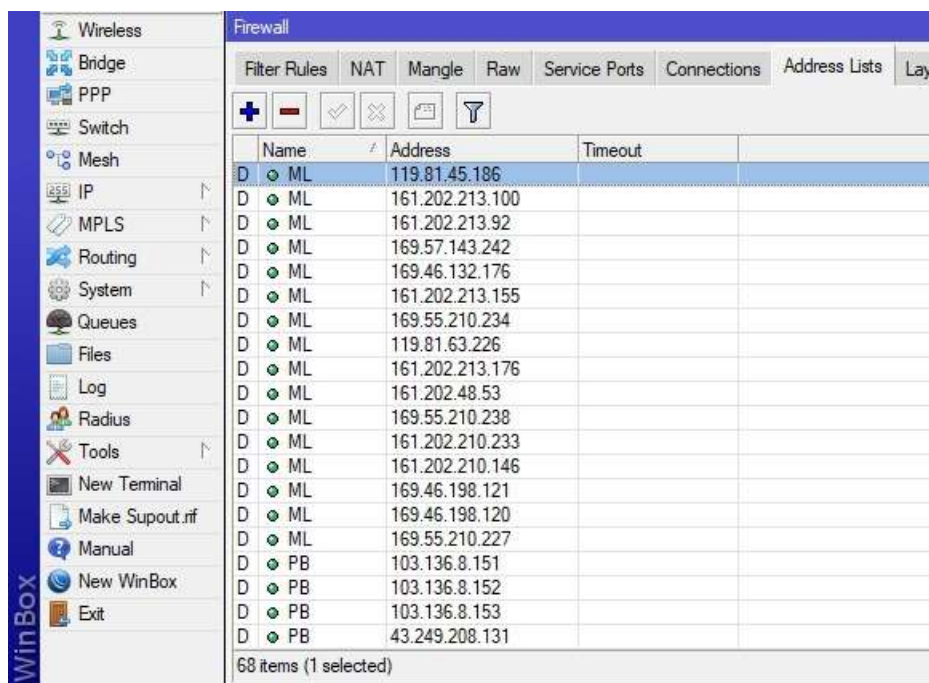 Wireless
Bridge
PPP
Switch
Mesh
255 IP
MPLS
Routing
System
Queues
Files
Log
Radius
Tools
New Terminal
Make Supout.rif
Manual
New WinBox
Exit
WinBox
Firewall
Filter Rules NAT Mangle Raw Service Ports Connections Address Lists Lay
Name Address Timeout
D ML 119.81.45.186
D ML 161.202.213.100
D ML 161.202.213.92
D ML 169.57.143.242
D ML 169.46.132.176
D ML 161.202.213.155
D ML 169.55.210.234
D ML 119.81.63.226
D ML 161.202.213.176
D ML 161.202.48.53
D ML 169.55.210.238
D ML 161.202.210.233
D ML 161.202.210.146
D ML 169.46.198.121
D ML 169.46.198.120
D ML 169.55.210.227
D PB 103.136.8.151
D PB 103.136.8.152
D PB 103.136.8.153
D PB 43.249.208.131
68 items (1 selected)